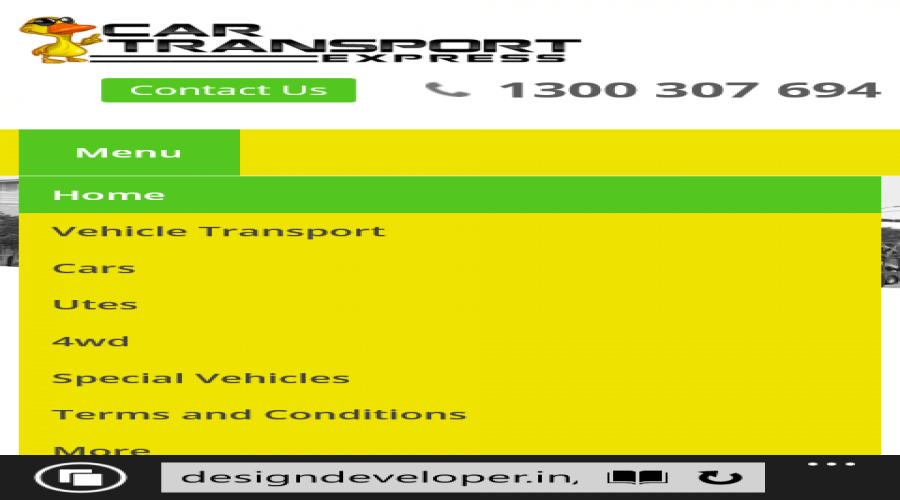 CAR
TRANSPORT
EXPRESS
Contact Us
1300 307 694
Menu
Home
Vehicle Transport
Cars
Utes
4wd
Special Vehicles
Terms and Conditions
More
designdeveloper.in,